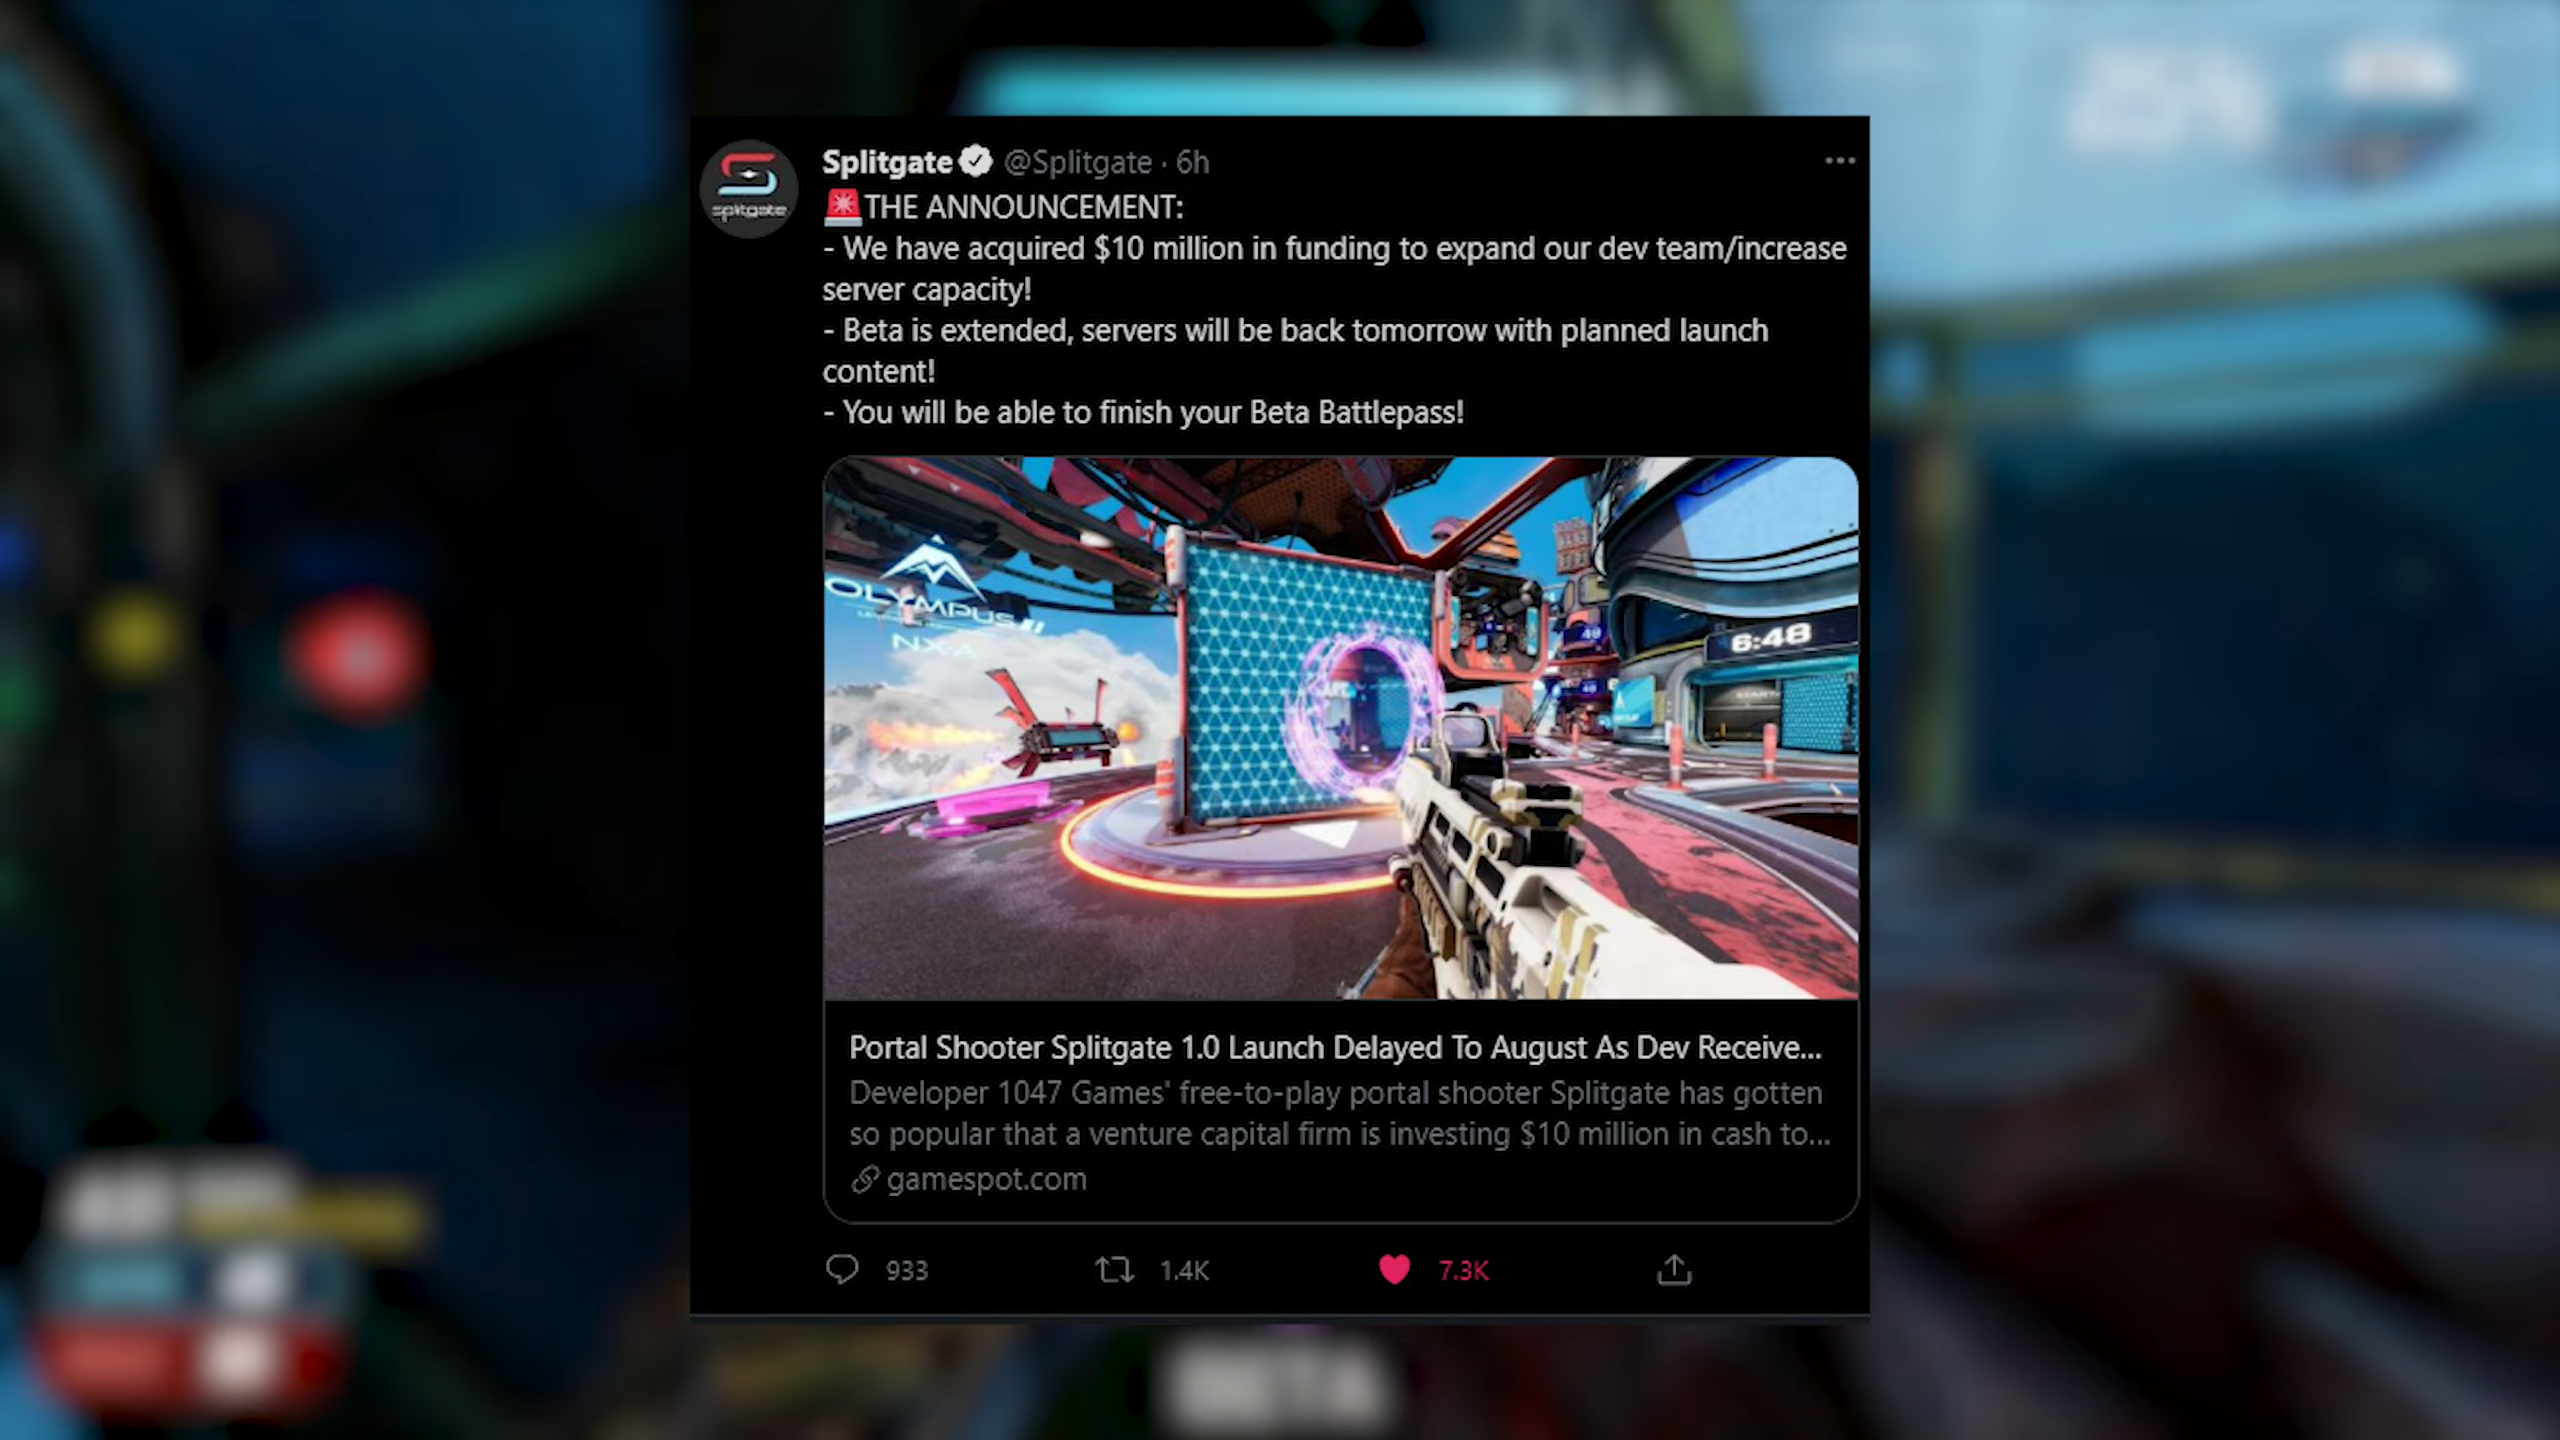 Splitgate @Splitgate · 6h
splitgate
THE ANNOUNCEMENT:
- We have acquired $10 million in funding to expand our dev team/increase
server capacity!
- Beta is extended, servers will be back tomorrow with planned launch
content!
- You will be able to finish your Beta Battlepass!
OLYMPUS
NX-A
6:48
Portal Shooter Splitgate 1.0 Launch Delayed To August As Dev Receive...
Developer 1047 Games' free-to-play portal shooter Splitgate has gotten
so popular that a venture capital firm is investing $10 million in cash to...
gamespot.com
933 1.4K 7.3K
BETA